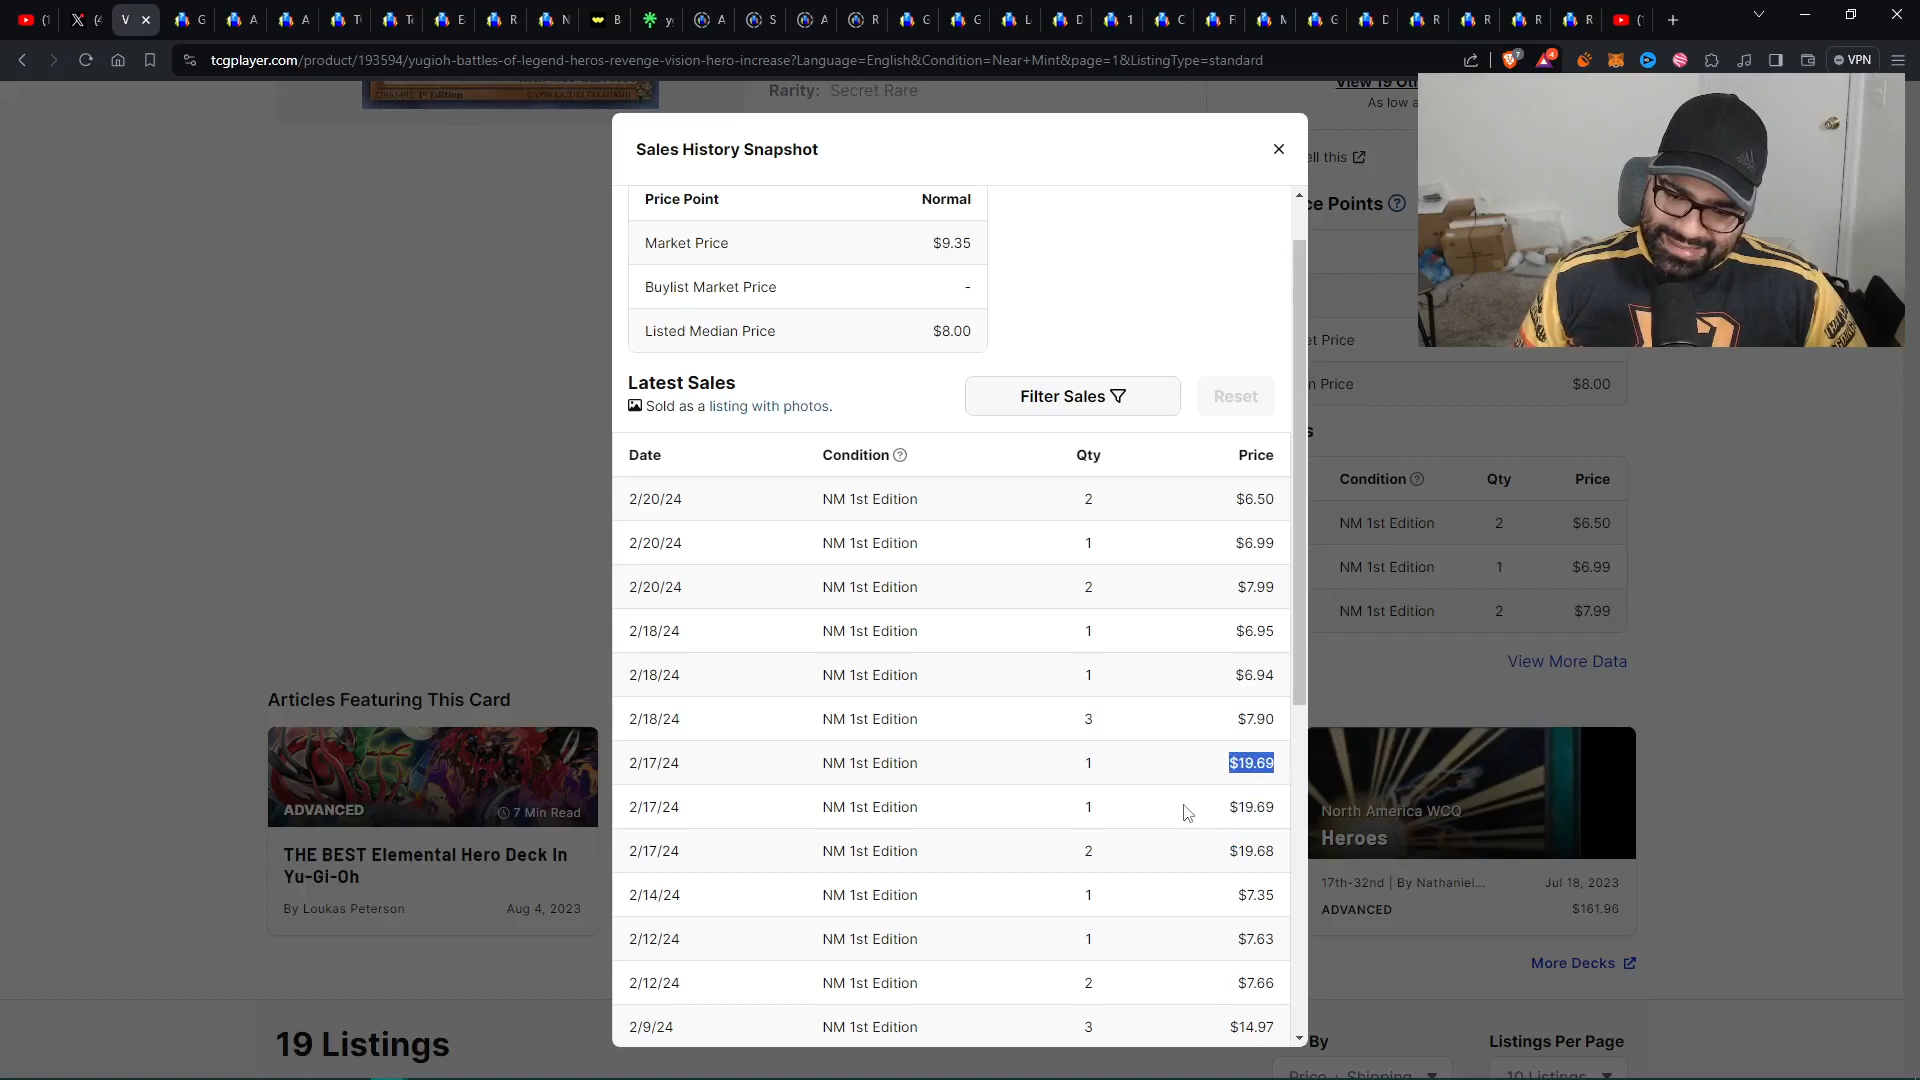 tcgplayer.com/product/193594/yugioh-battles-of-legend-heros-revenge-vision-hero-increase?Language=English&Condition=Near+Mint&page=1&ListingType=standard
VPN
22865492 1st Edition ©1996 KAZUKI TAKAHASHI
Rarity: Secret Rare
As low a
Sales History Snapshot
ell this
ce Points
Price Point Normal
Market Price $9.35
Buylist Market Price -
Listed Median Price $8.00
et Price
n Price $8.00
Latest Sales
Sold as a listing with photos.
Filter Sales
Reset
s
Date Condition Qty Price
2/20/24 NM 1st Edition 2 $6.50
2/20/24 NM 1st Edition 1 $6.99
2/20/24 NM 1st Edition 2 $7.99
2/18/24 NM 1st Edition 1 $6.95
2/18/24 NM 1st Edition 1 $6.94
2/18/24 NM 1st Edition 3 $7.90
2/17/24 NM 1st Edition 1 $19.69
2/17/24 NM 1st Edition 1 $19.69
2/17/24 NM 1st Edition 2 $19.68
2/14/24 NM 1st Edition 1 $7.35
2/12/24 NM 1st Edition 1 $7.63
2/12/24 NM 1st Edition 2 $7.66
2/9/24 NM 1st Edition 3 $14.97
Condition Qty Price
NM 1st Edition 2 $6.50
NM 1st Edition 1 $6.99
NM 1st Edition 2 $7.99
View More Data
Articles Featuring This Card
ADVANCED 7 Min Read
THE BEST Elemental Hero Deck In
Yu-Gi-Oh
By Loukas Peterson Aug 4, 2023
North America WCQ
Heroes
17th-32nd | By Nathaniel... Jul 18, 2023
ADVANCED $161.96
More Decks
19 Listings
By
Listings Per Page
Price + Shipping
10 Listings